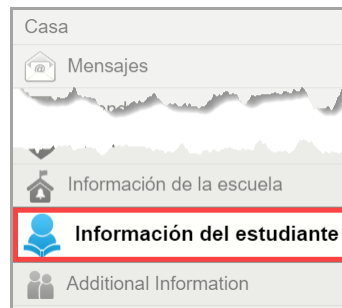 Casa
Mensajes
Información de la escuela
Información del estudiante
Additional Information